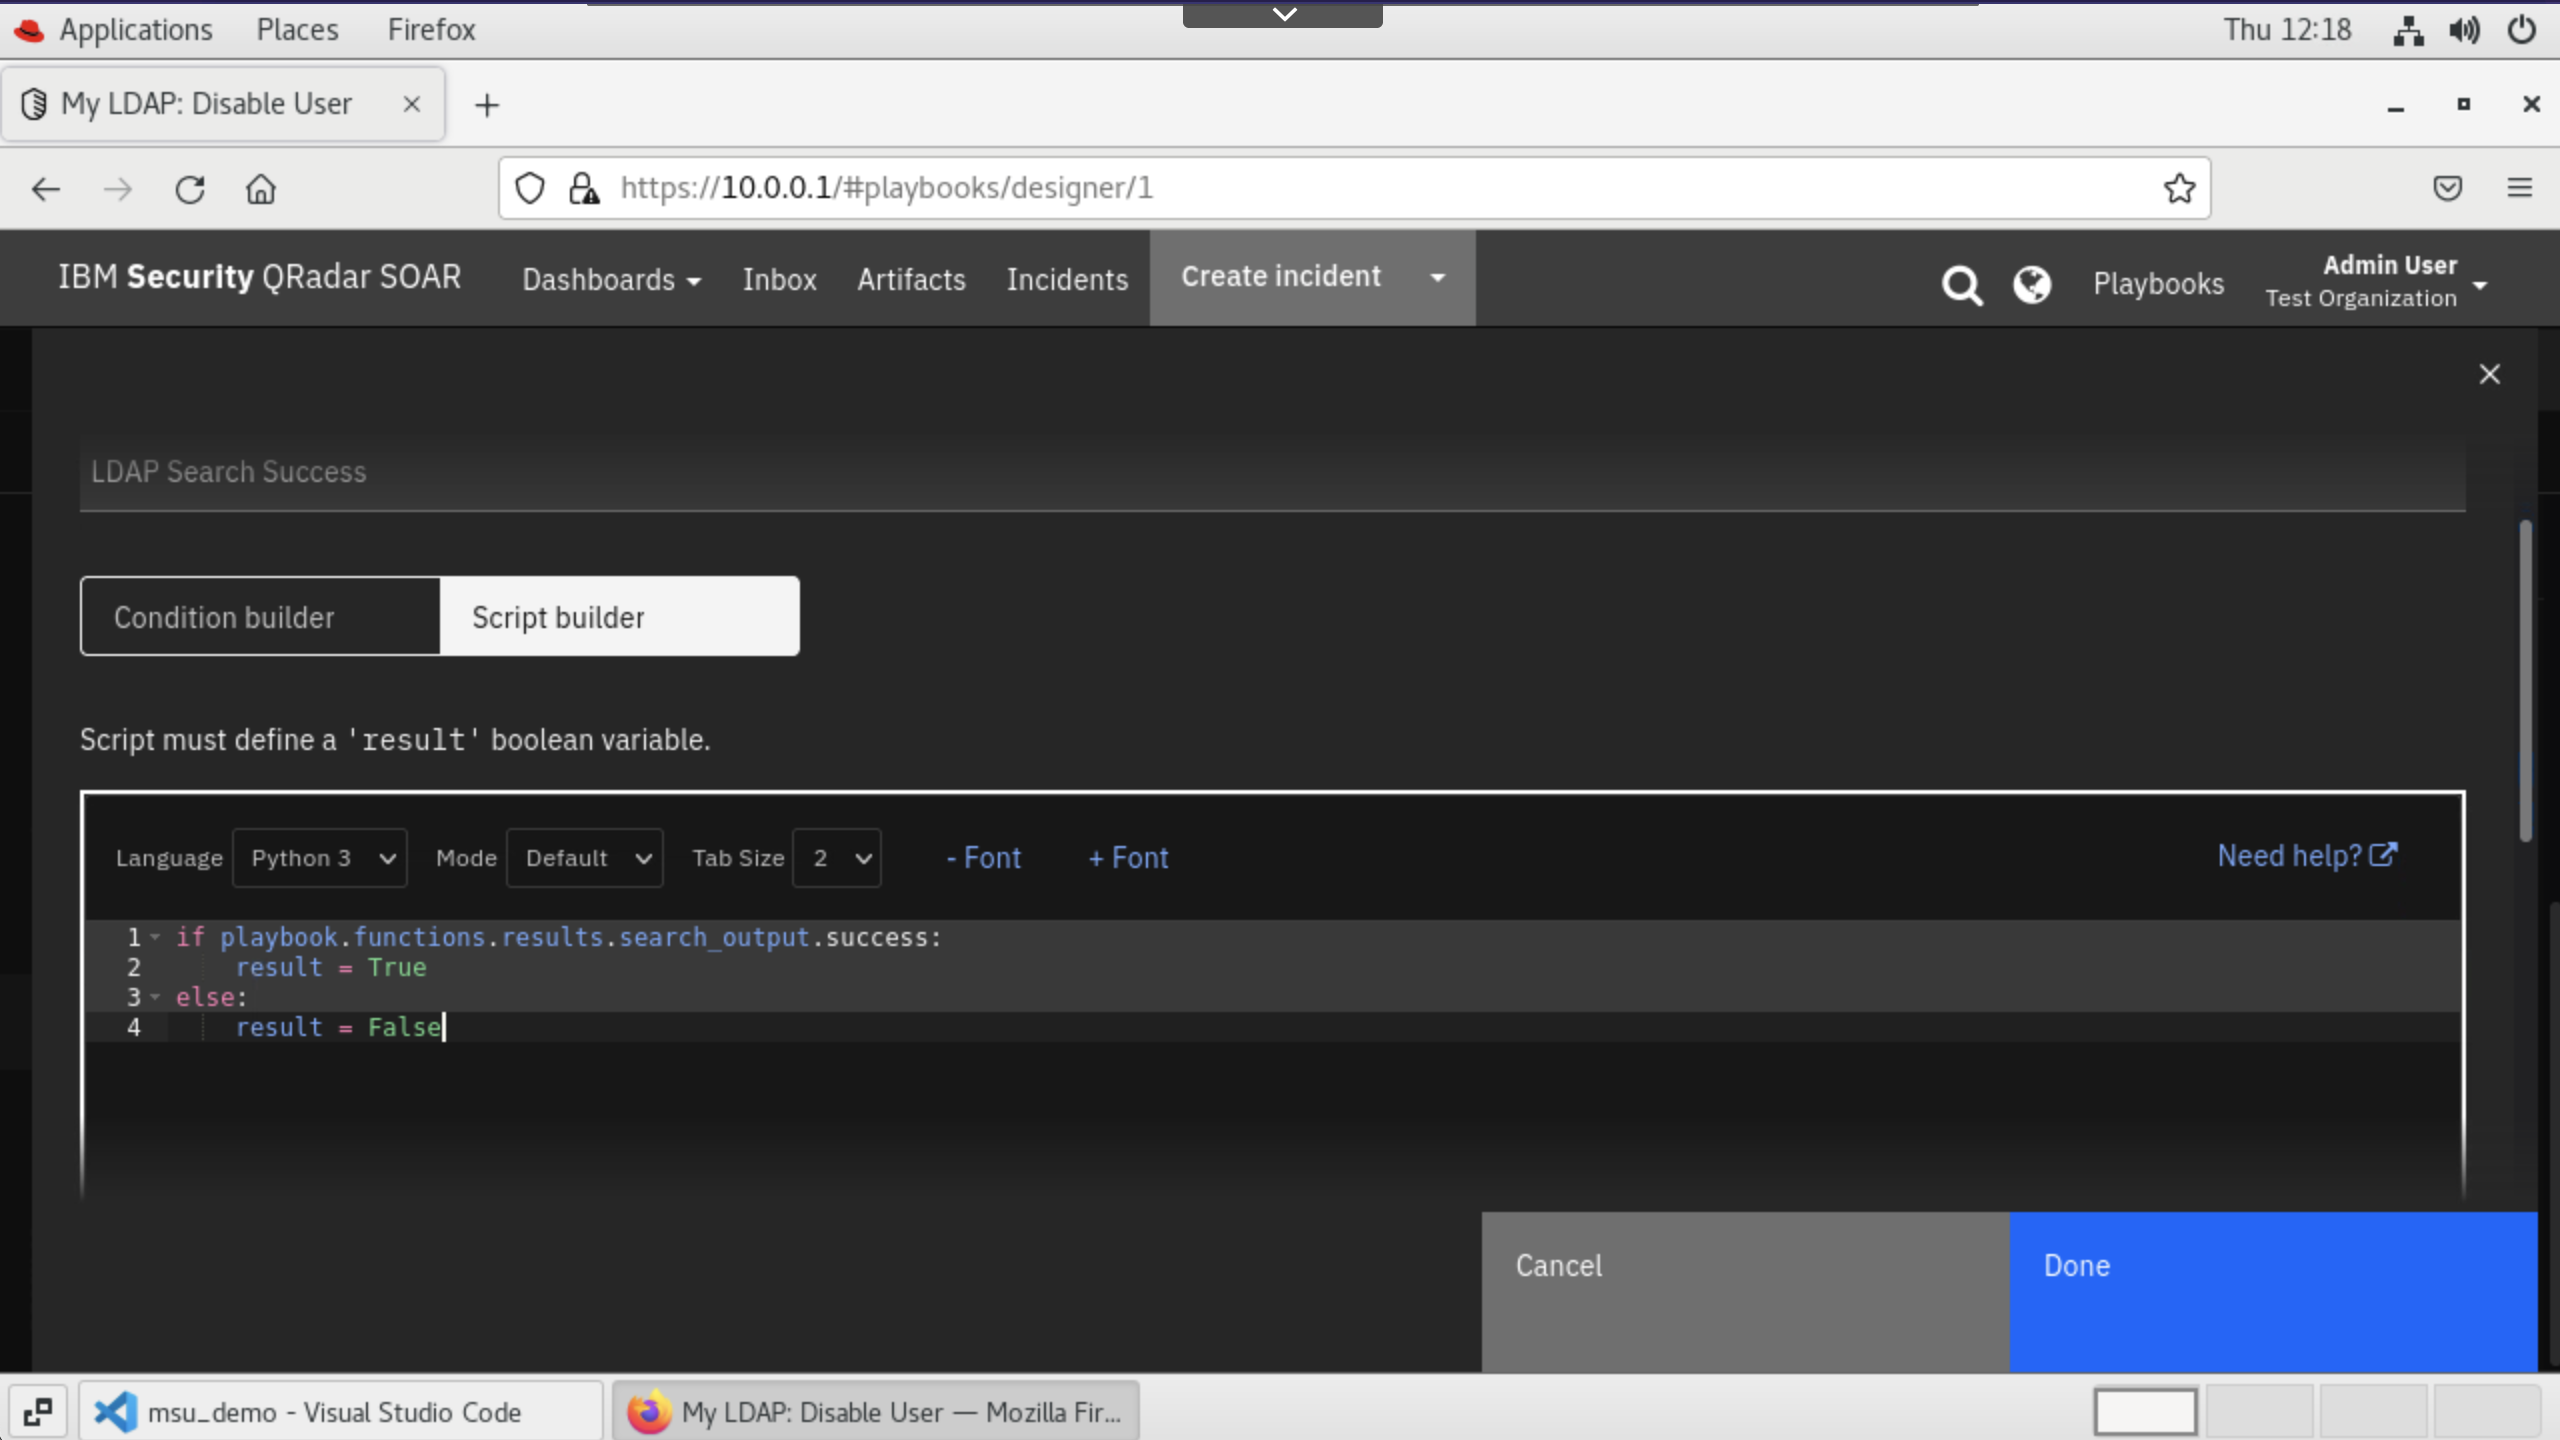 Applications Places Firefox Thu 12:18
My LDAP: Disable User
https://10.0.0.1/#playbooks/designer/1
IBM Security QRadar SOAR Dashboards Inbox Artifacts Incidents Create incident Playbooks Admin User
Test Organization
LDAP Search Success
Condition builder Script builder
Script must define a 'result' boolean variable.
Language Python 3 Mode Default Tab Size 2 - Font + Font Need help?
1 if playbook.functions.results.search_output.success:
2 result = True
3 else:
4 result = False
Cancel Done
msu_demo - Visual Studio Code My LDAP: Disable User — Mozilla Fir...